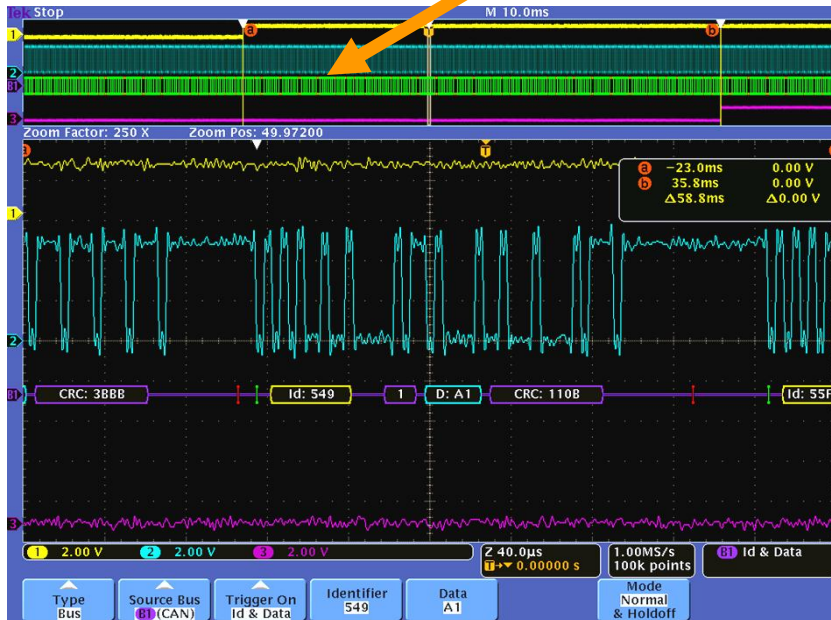 Tek Stop M 10.0ms
1
a
T
b
2
B1
3
Zoom Factor: 250 X Zoom Pos: 49.97200
T
a −23.0ms 0.00 V
b 35.8ms 0.00 V
Δ58.8ms Δ0.00 V
1
2
B1 CRC: 3BBB Id: 549 1 D: A1 CRC: 110B Id: 55F
3
1 2.00 V 2 2.00 V 3 2.00 V Z 40.0µs 1.00MS/s B1 Id & Data
T→▼ 0.00000 s 100k points
Type Bus
Source Bus B1 (CAN)
Trigger On Id & Data
Identifier 549
Data A1
Mode Normal & Holdoff